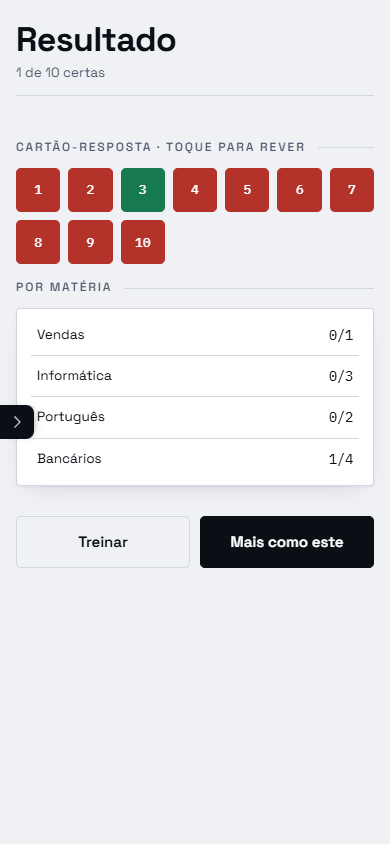 Resultado
1 de 10 certas
CARTÃO-RESPOSTA · TOQUE PARA REVER
1 2 3 4 5 6 7
8 9 10
POR MATÉRIA
Vendas 0/1
Informática 0/3
Português 0/2
Bancários 1/4
Treinar Mais como este